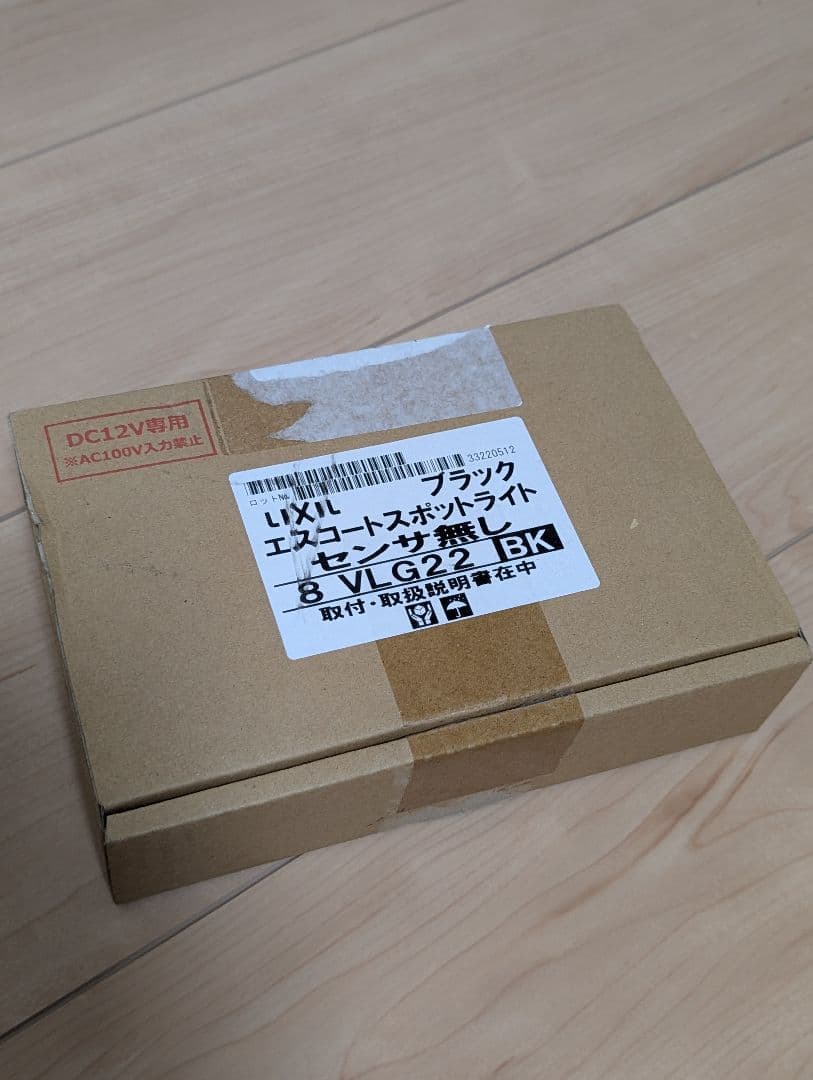 DC12V専用
※AC100V入力禁止
ロットNo.
33220512
LIXIL ブラック
エスコートスポットライト
センサ無し
8 VLG22 BK
取付・取扱説明書在中